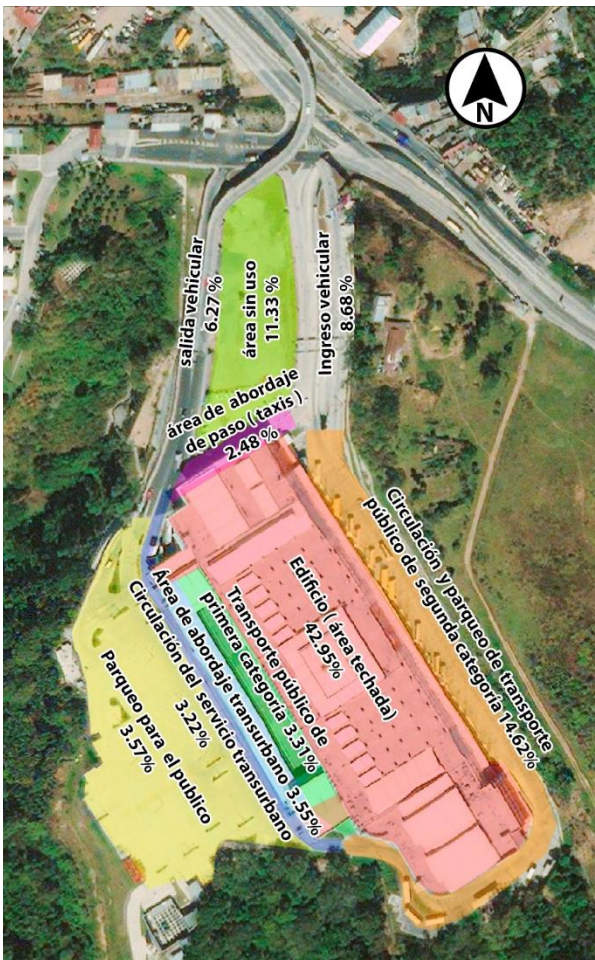 N
salida vehicular
6.27 %
área sin uso
11.33 %
Ingreso vehicular
8.68 %
área de abordaje
de paso ( taxis )
2.48 %
Circulación y parqueo de transporte
público de segunda categoría 14.62%
Edificio ( área techada)
42.95%
Transporte público de
primera categoría 3.31%
Área de abordaje transurbano 3.55%
Circulación del servicio transurbano
3.22%
Parqueo para el publico
3.57%